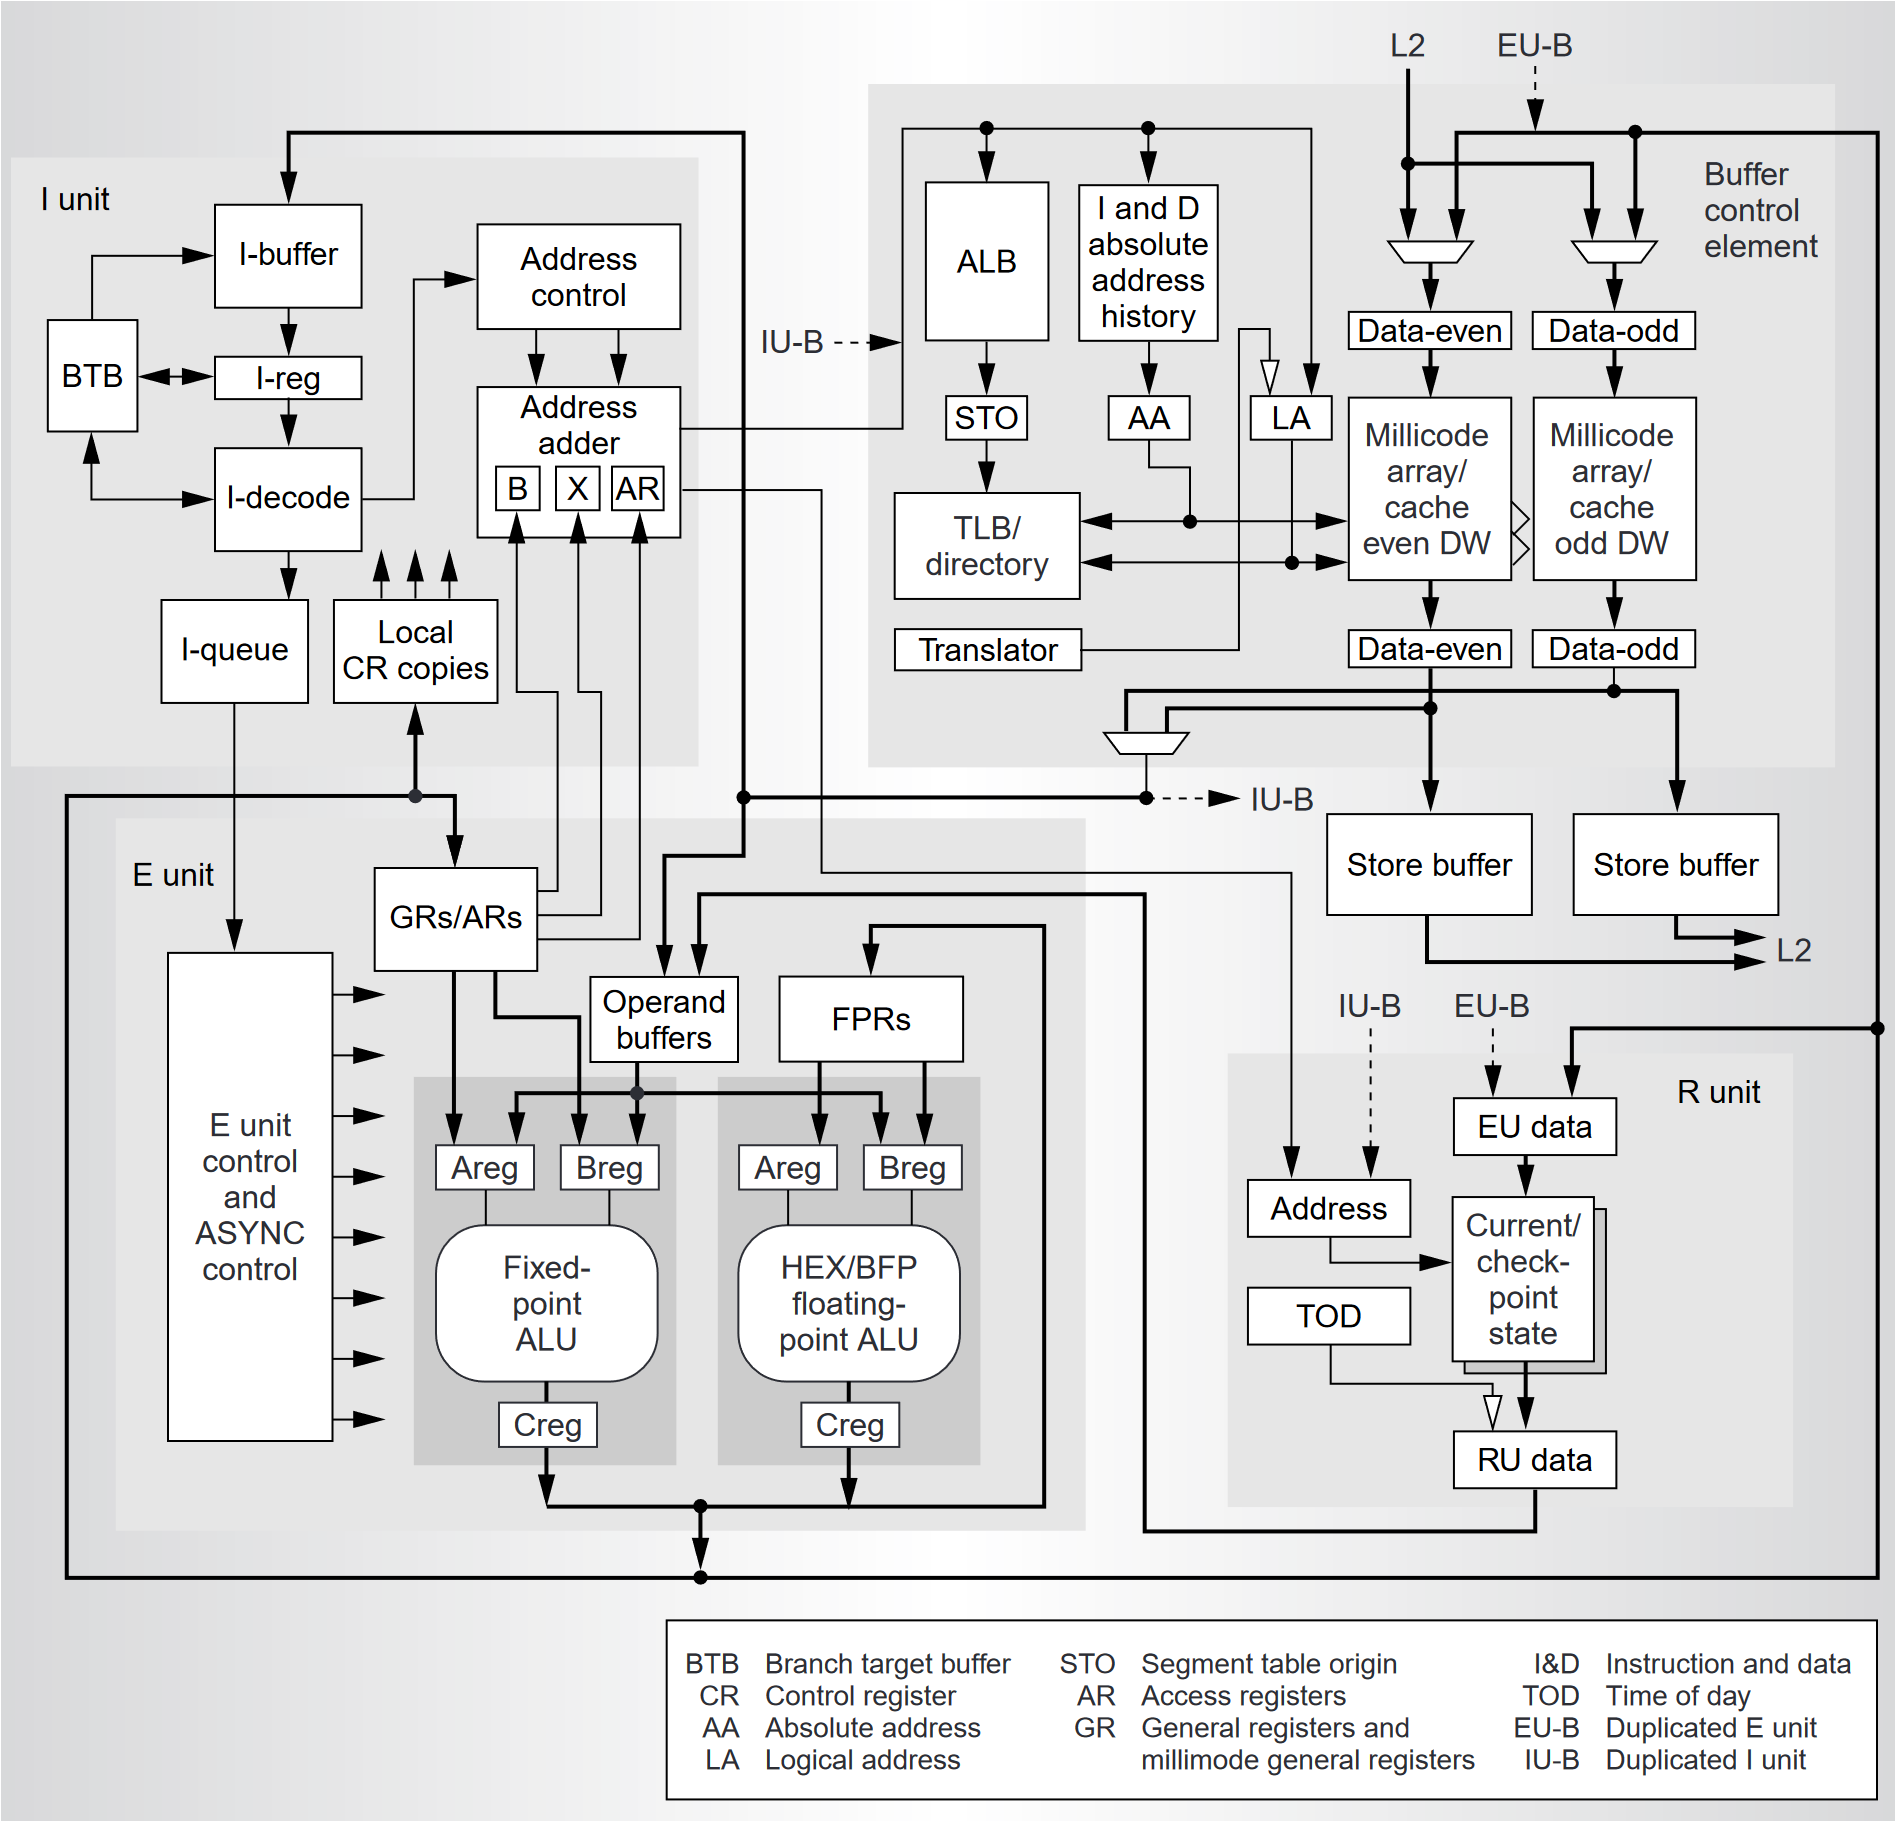 L2
EU-B
I unit
I-buffer
BTB
I-reg
I-decode
I-queue
Local
CR copies
Address
control
Address
adder
B
X
AR
IU-B
ALB
I and D
absolute
address
history
STO
AA
LA
TLB/
directory
Translator
Buffer
control
element
Data-even
Data-odd
Millicode
array/
cache
even DW
Millicode
array/
cache
odd DW
Data-even
Data-odd
IU-B
Store buffer
Store buffer
L2
E unit
GRs/ARs
Operand
buffers
FPRs
E unit
control
and
ASYNC
control
Areg
Breg
Areg
Breg
Fixed-
point
ALU
HEX/BFP
floating-
point ALU
Creg
Creg
IU-B
EU-B
R unit
EU data
Address
Current/
check-
point
state
TOD
RU data
BTB Branch target buffer
CR Control register
AA Absolute address
LA Logical address
STO Segment table origin
AR Access registers
GR General registers and
millimode general registers
I&D Instruction and data
TOD Time of day
EU-B Duplicated E unit
IU-B Duplicated I unit